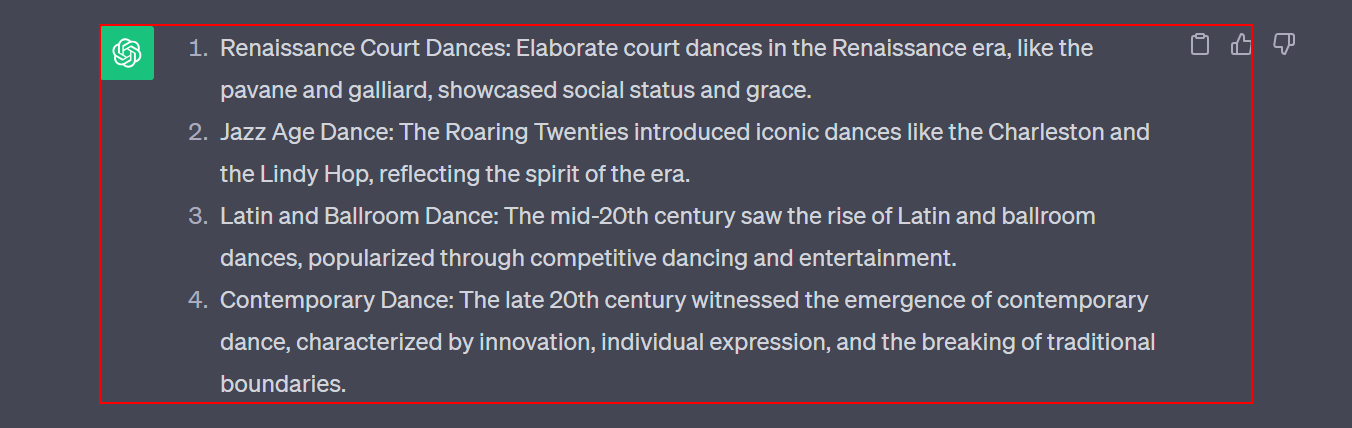 1. Renaissance Court Dances: Elaborate court dances in the Renaissance era, like the
pavane and galliard, showcased social status and grace.
2. Jazz Age Dance: The Roaring Twenties introduced iconic dances like the Charleston and
the Lindy Hop, reflecting the spirit of the era.
3. Latin and Ballroom Dance: The mid-20th century saw the rise of Latin and ballroom
dances, popularized through competitive dancing and entertainment.
4. Contemporary Dance: The late 20th century witnessed the emergence of contemporary
dance, characterized by innovation, individual expression, and the breaking of traditional
boundaries.